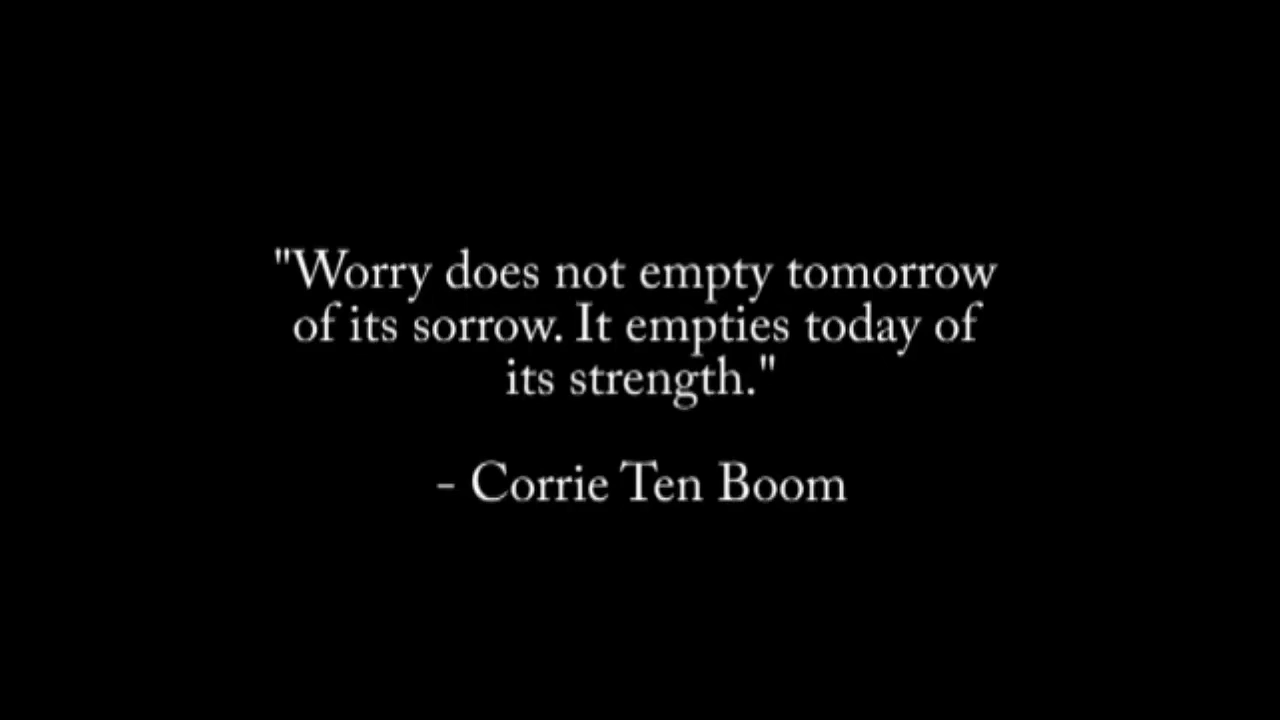 "Worry does not empty tomorrow
of its sorrow. It empties today of
its strength."
- Corrie Ten Boom